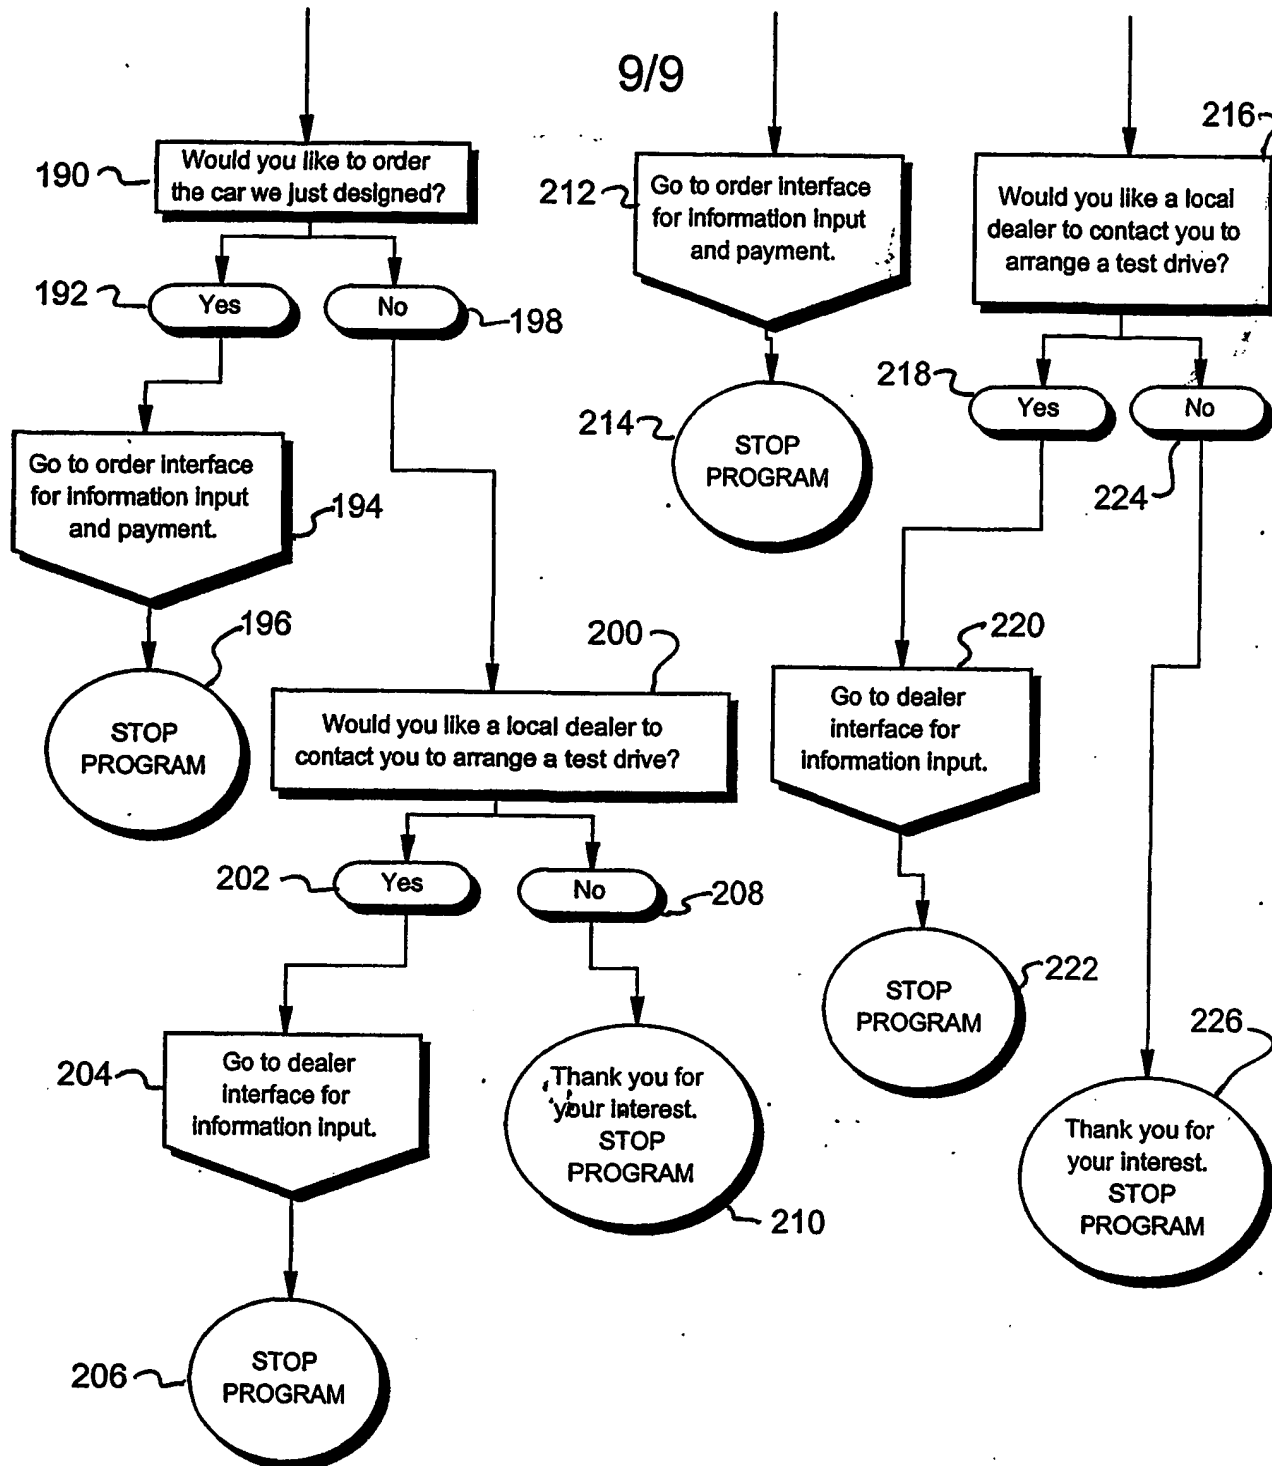 9/9
190
Would you like to order
the car we just designed?
192
Yes
No
198
Go to order interface
for information input
and payment.
194
196
STOP
PROGRAM
200
Would you like a local dealer to
contact you to arrange a test drive?
202
Yes
No
208
204
Go to dealer
interface for
information input.
Thank you for
your interest.
STOP
PROGRAM
210
206
STOP
PROGRAM
212
Go to order interface
for information input
and payment.
214
STOP
PROGRAM
216
Would you like a local
dealer to contact you to
arrange a test drive?
218
Yes
No
224
220
Go to dealer
interface for
information input.
STOP
PROGRAM
222
226
Thank you for
your interest.
STOP
PROGRAM